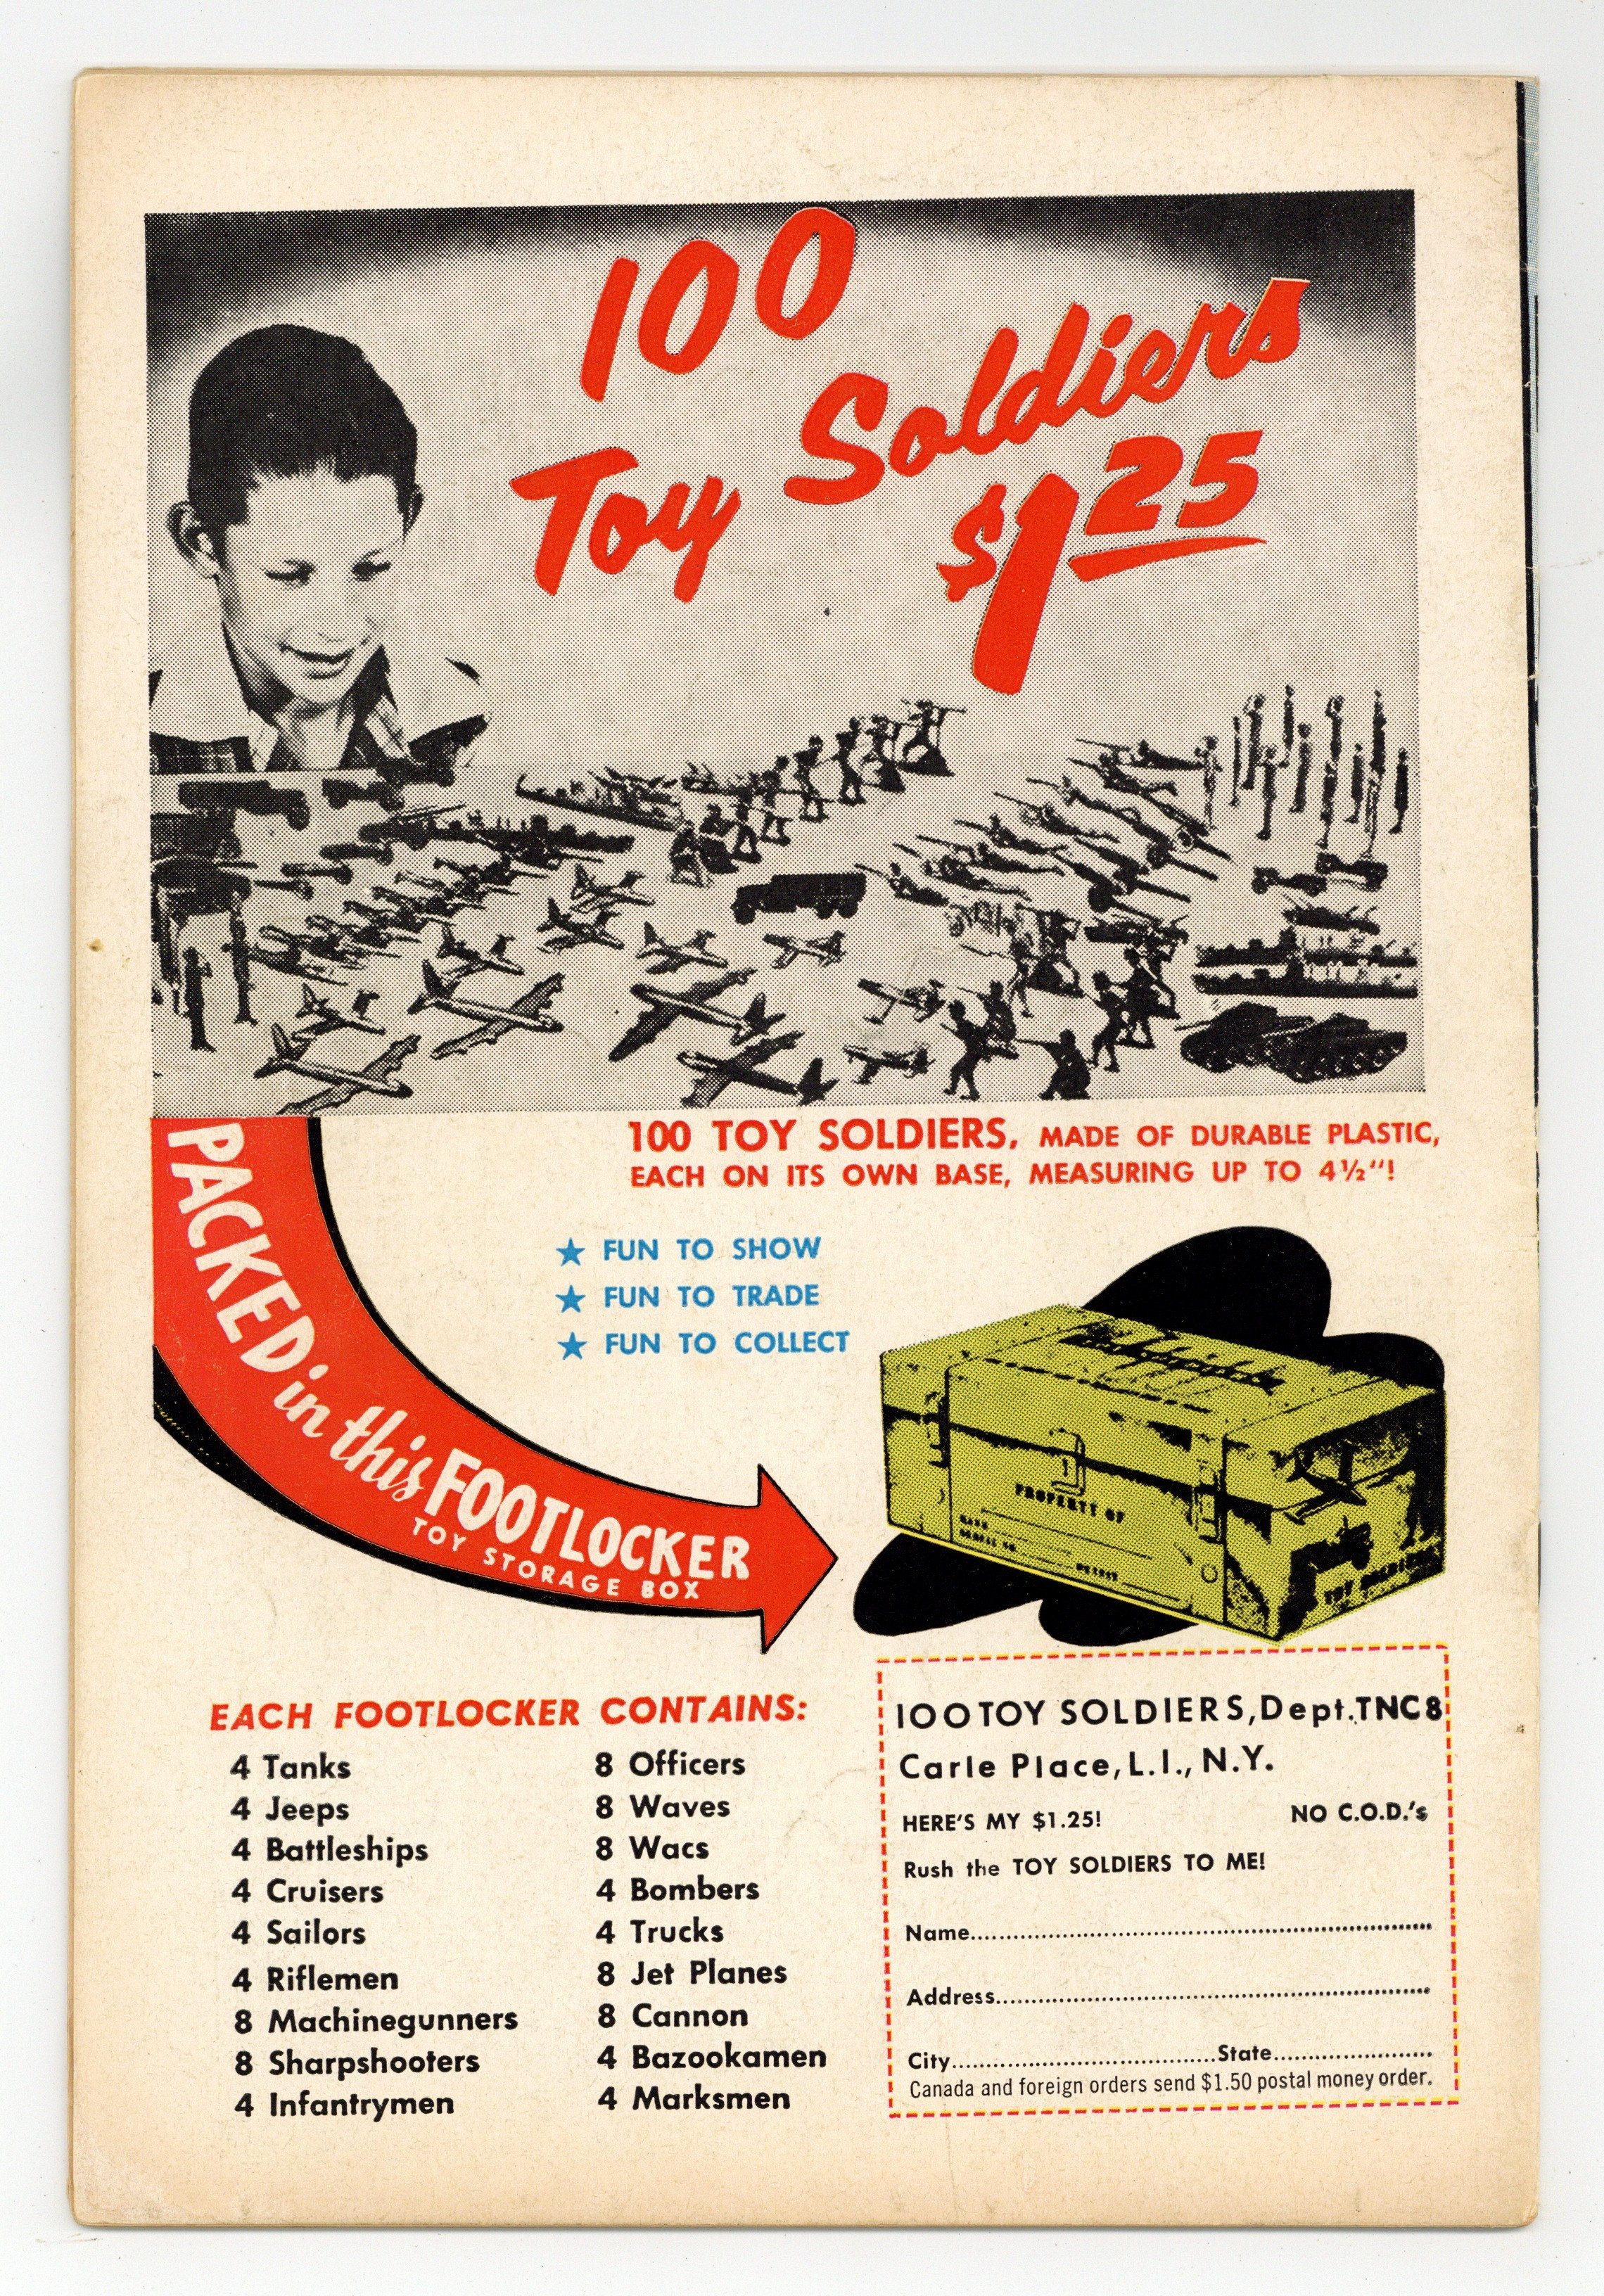 100
Toy Soldiers
$1 25
100 TOY SOLDIERS, MADE OF DURABLE PLASTIC,
EACH ON ITS OWN BASE, MEASURING UP TO 4½"!
PACKED in this FOOTLOCKER
TOY STORAGE BOX
★ FUN TO SHOW
★ FUN TO TRADE
★ FUN TO COLLECT
PROPERTY OF
TOY SOLDIERS
EACH FOOTLOCKER CONTAINS:
4 Tanks
4 Jeeps
4 Battleships
4 Cruisers
4 Sailors
4 Riflemen
8 Machinegunners
8 Sharpshooters
4 Infantrymen
8 Officers
8 Waves
8 Wacs
4 Bombers
4 Trucks
8 Jet Planes
8 Cannon
4 Bazookamen
4 Marksmen
100 TOY SOLDIERS, Dept. TNC8
Carle Place, L.I., N.Y.
HERE'S MY $1.25! NO C.O.D.'s
Rush the TOY SOLDIERS TO ME!
Name
Address
City State
Canada and foreign orders send $1.50 postal money order.